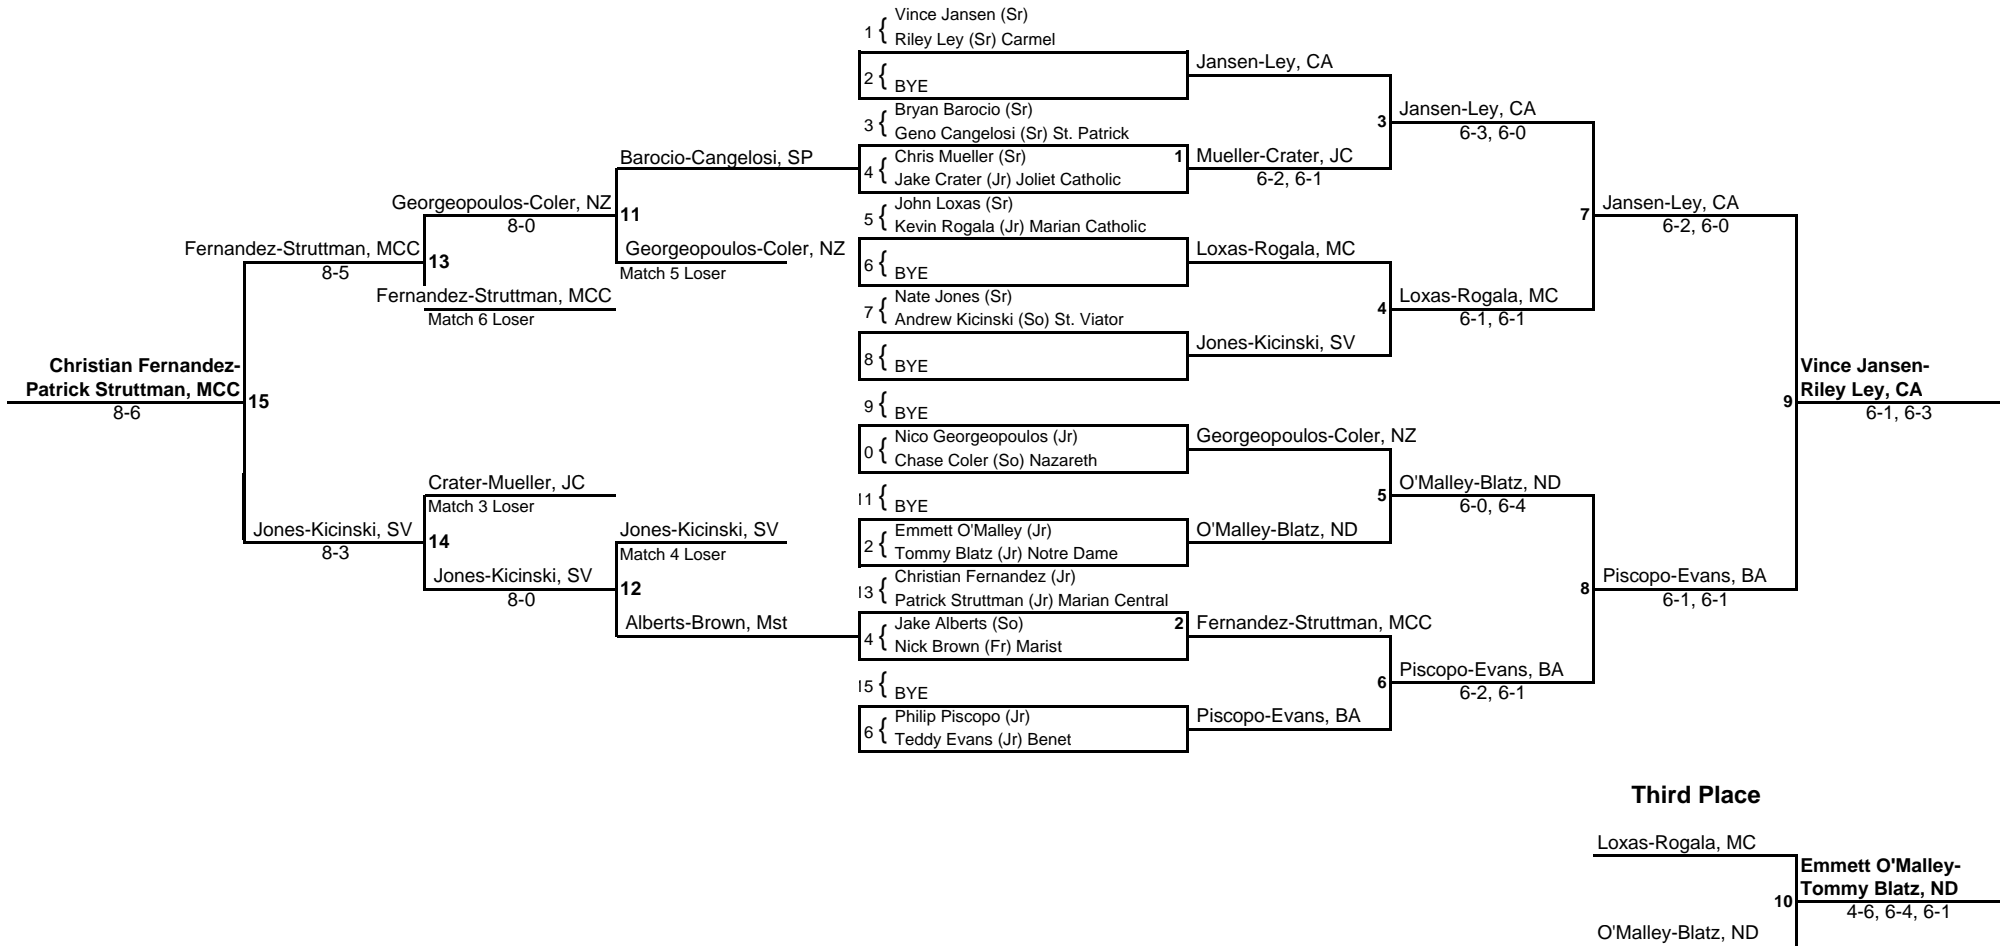 1 { Vince Jansen (Sr)
Riley Ley (Sr) Carmel
2 { BYE
3 { Bryan Barocio (Sr)
Geno Cangelosi (Sr) St. Patrick
4 { Chris Mueller (Sr)
Jake Crater (Jr) Joliet Catholic
1
5 { John Loxas (Sr)
Kevin Rogala (Jr) Marian Catholic
6 { BYE
7 { Nate Jones (Sr)
Andrew Kicinski (So) St. Viator
8 { BYE
9 { BYE
0 { Nico Georgeopoulos (Jr)
Chase Coler (So) Nazareth
11 { BYE
2 { Emmett O'Malley (Jr)
Tommy Blatz (Jr) Notre Dame
13 { Christian Fernandez (Jr)
Patrick Struttman (Jr) Marian Central
4 { Jake Alberts (So)
Nick Brown (Fr) Marist
2
15 { BYE
6 { Philip Piscopo (Jr)
Teddy Evans (Jr) Benet
Jansen-Ley, CA
Mueller-Crater, JC
6-2, 6-1
Loxas-Rogala, MC
Jones-Kicinski, SV
Georgeopoulos-Coler, NZ
O'Malley-Blatz, ND
Fernandez-Struttman, MCC
Piscopo-Evans, BA
3
Jansen-Ley, CA
6-3, 6-0
4
Loxas-Rogala, MC
6-1, 6-1
5
O'Malley-Blatz, ND
6-0, 6-4
6
Piscopo-Evans, BA
6-2, 6-1
7
Jansen-Ley, CA
6-2, 6-0
8
Piscopo-Evans, BA
6-1, 6-1
9
Vince Jansen-
Riley Ley, CA
6-1, 6-3
Barocio-Cangelosi, SP
11
Georgeopoulos-Coler, NZ
Match 5 Loser
Georgeopoulos-Coler, NZ
8-0
13
Fernandez-Struttman, MCC
Match 6 Loser
Fernandez-Struttman, MCC
8-5
Christian Fernandez-
Patrick Struttman, MCC
8-6
15
Crater-Mueller, JC
Match 3 Loser
Jones-Kicinski, SV
8-3
14
Jones-Kicinski, SV
8-0
Jones-Kicinski, SV
Match 4 Loser
12
Alberts-Brown, Mst
Third Place
Loxas-Rogala, MC
10
Emmett O'Malley-
Tommy Blatz, ND
4-6, 6-4, 6-1
O'Malley-Blatz, ND